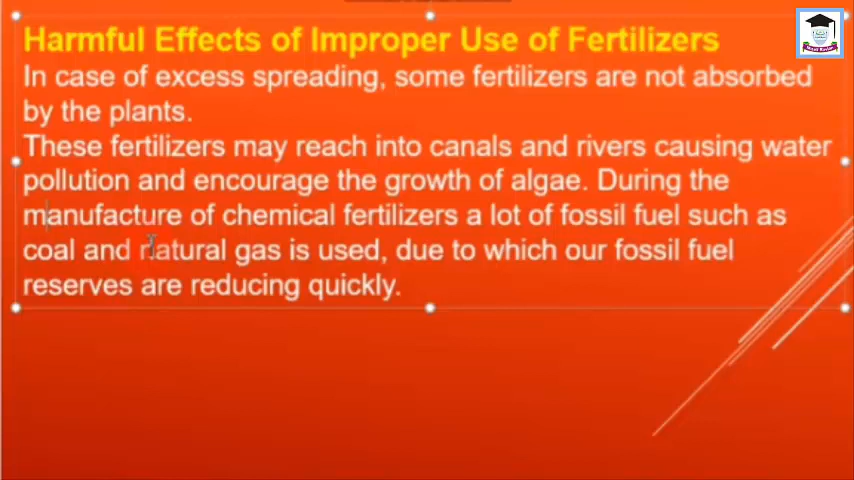 Harmful Effects of Improper Use of Fertilizers
In case of excess spreading, some fertilizers are not absorbed
by the plants.
These fertilizers may reach into canals and rivers causing water
pollution and encourage the growth of algae. During the
manufacture of chemical fertilizers a lot of fossil fuel such as
coal and natural gas is used, due to which our fossil fuel
reserves are reducing quickly.